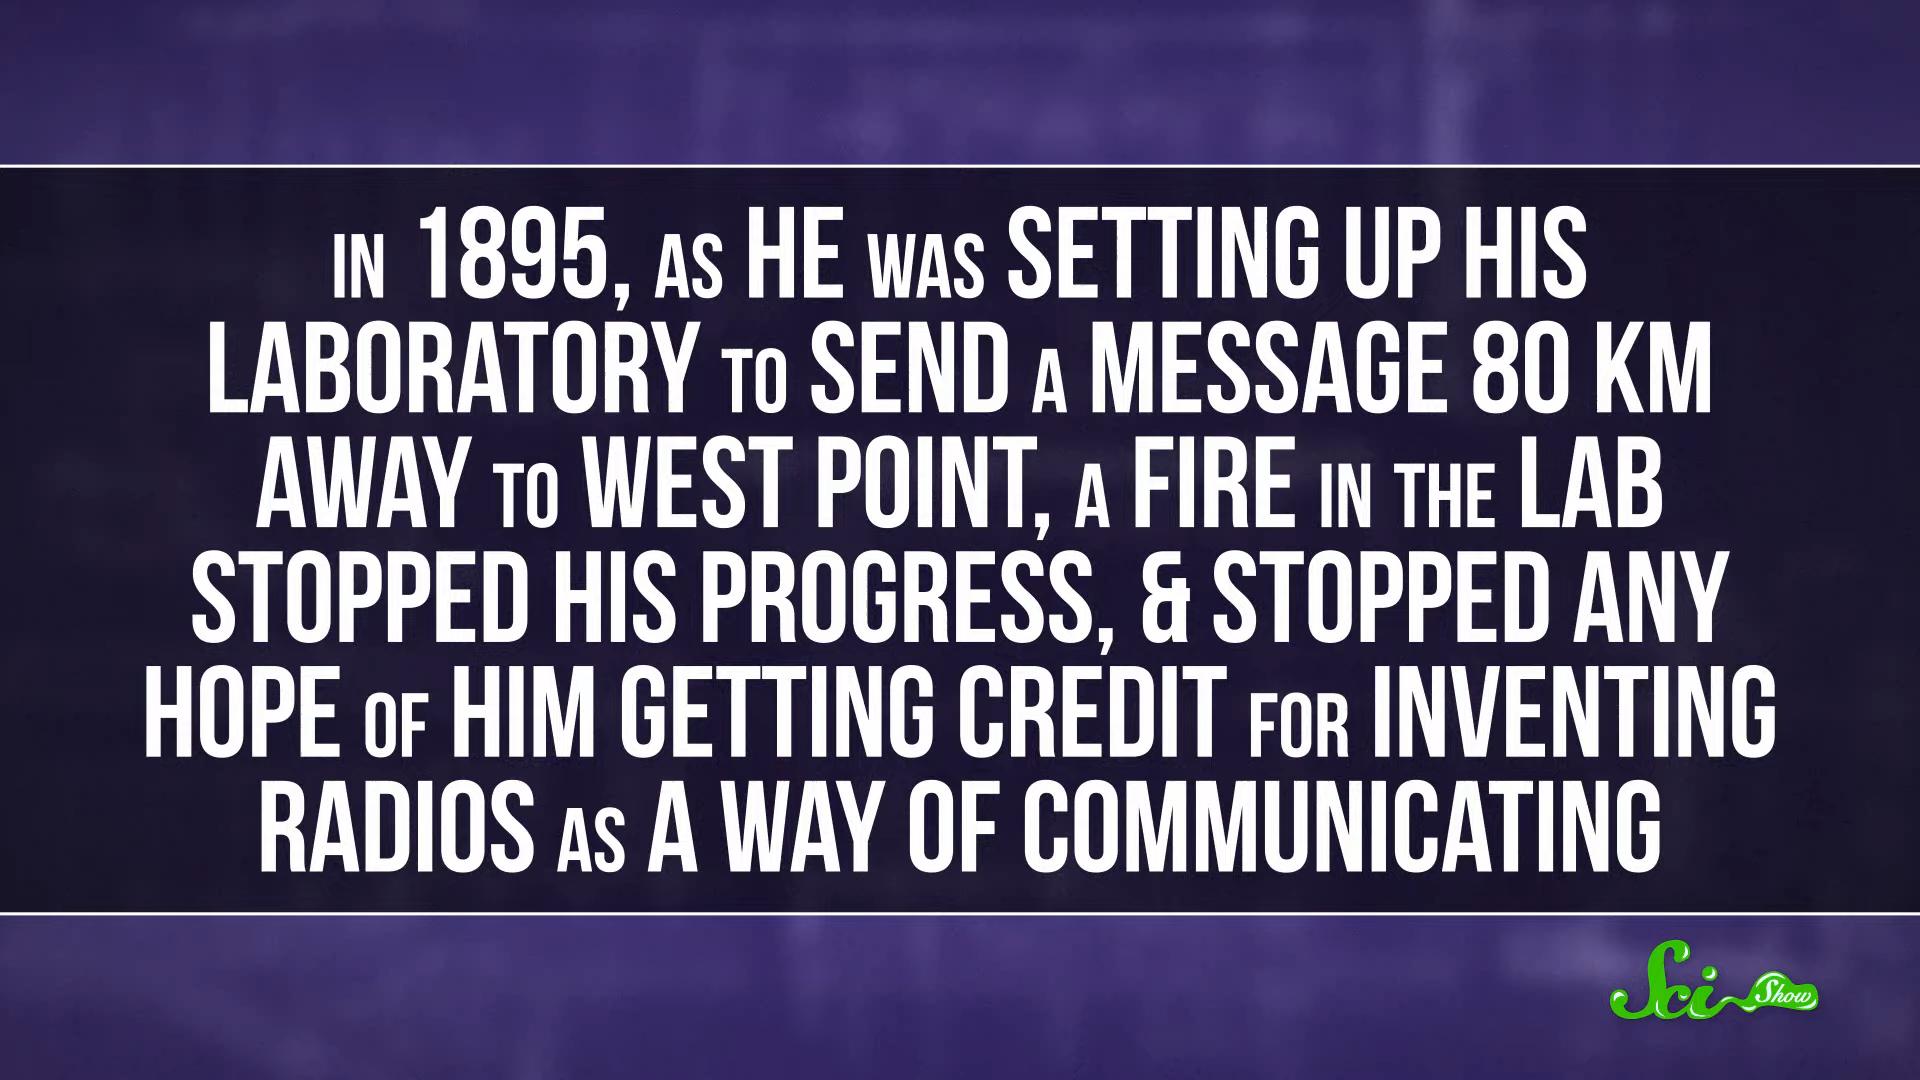 IN 1895, AS HE WAS SETTING UP HIS
LABORATORY TO SEND A MESSAGE 80 KM
AWAY TO WEST POINT, A FIRE IN THE LAB
STOPPED HIS PROGRESS, & STOPPED ANY
HOPE OF HIM GETTING CREDIT FOR INVENTING
RADIOS AS A WAY OF COMMUNICATING
Sci Show